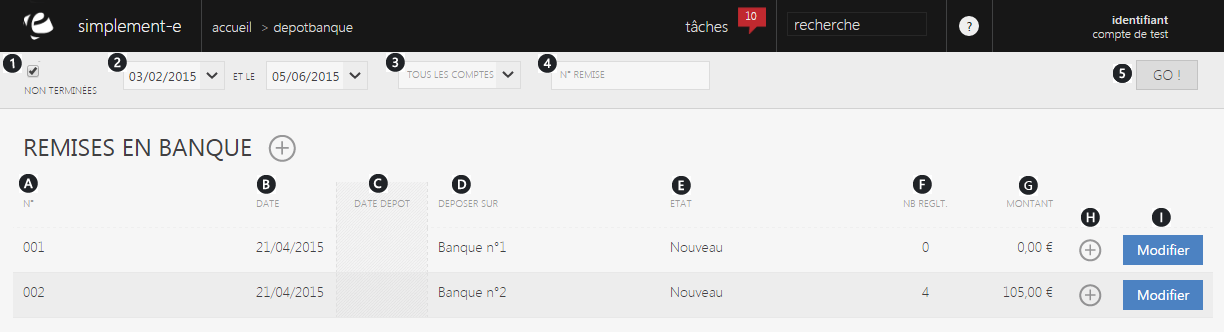 simplement-e accueil > depotbanque tâches 10 recherche ? identifiant
compte de test
1 2 03/02/2015 ET LE 05/06/2015 3 TOUS LES COMPTES 4 N° REMISE 5 GO !
NON TERMINÉES
REMISES EN BANQUE
A B C D E F G
N° DATE DATE DEPOT DEPOSER SUR ETAT NB REGLT. MONTANT H I
001 21/04/2015 Banque n°1 Nouveau 0 0,00 € Modifier
002 21/04/2015 Banque n°2 Nouveau 4 105,00 € Modifier